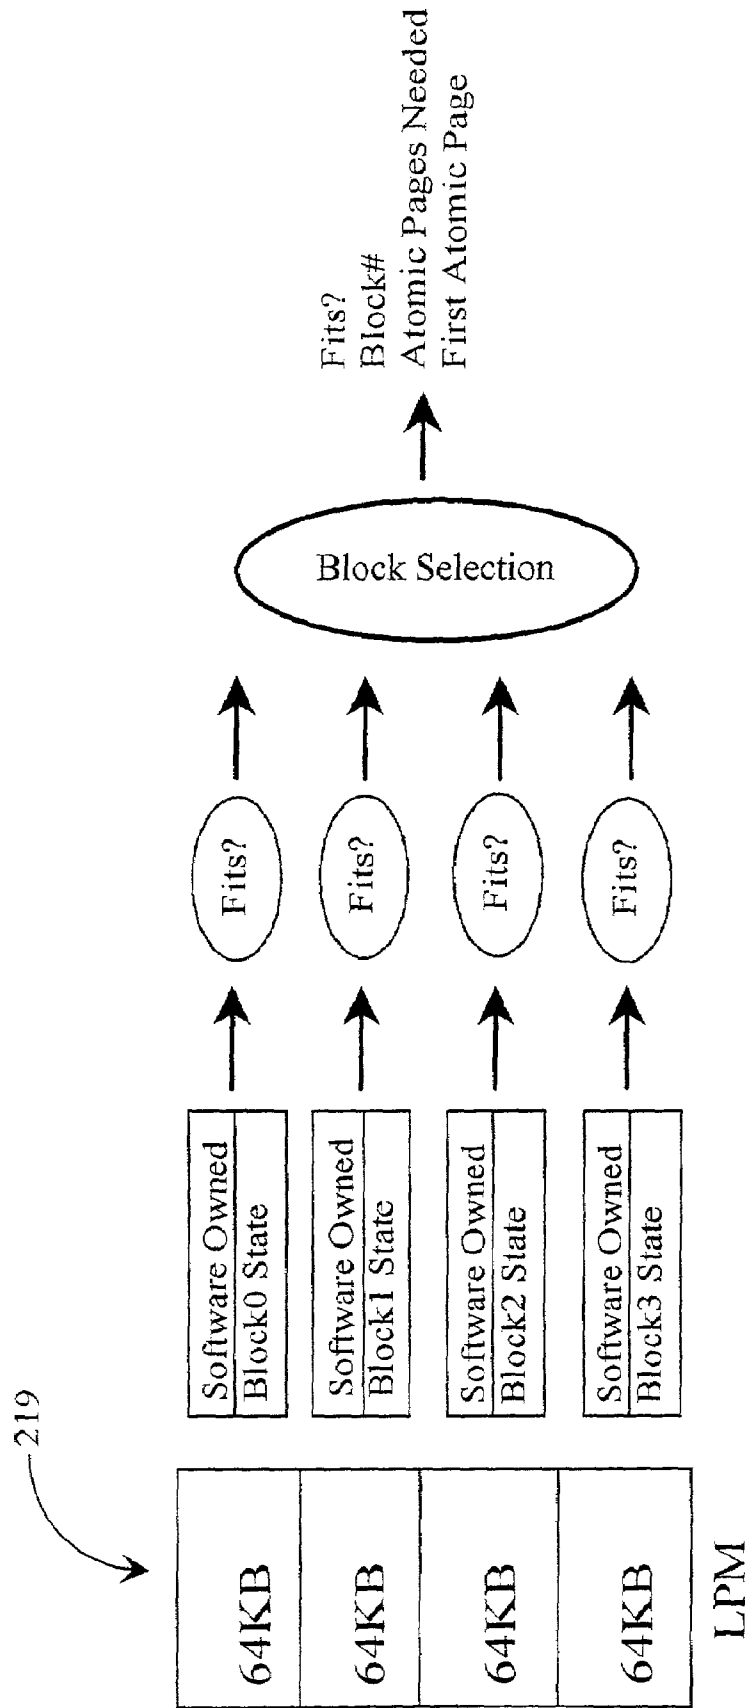 219
64KB
64KB
64KB
64KB
LPM
Software Owned
Block0 State
Software Owned
Block1 State
Software Owned
Block2 State
Software Owned
Block3 State
Fits?
Fits?
Fits?
Fits?
Block Selection
Fits?
Block#
Atomic Pages Needed
First Atomic Page